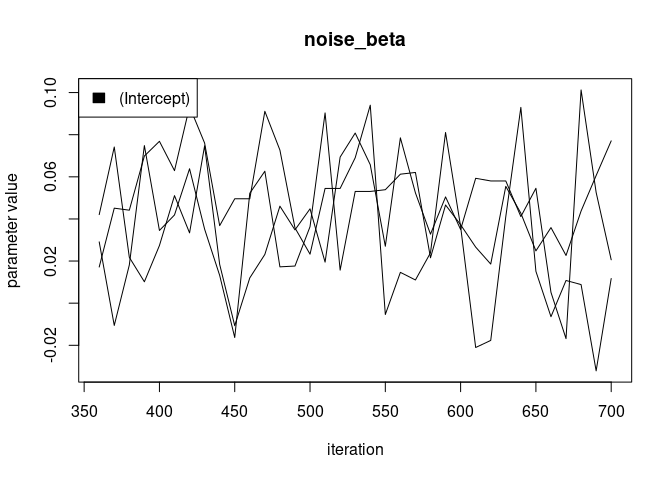 noise_beta
(Intercept)
parameter value
0.10
0.06
0.02
-0.02
350 400 450 500 550 600 650 700
iteration